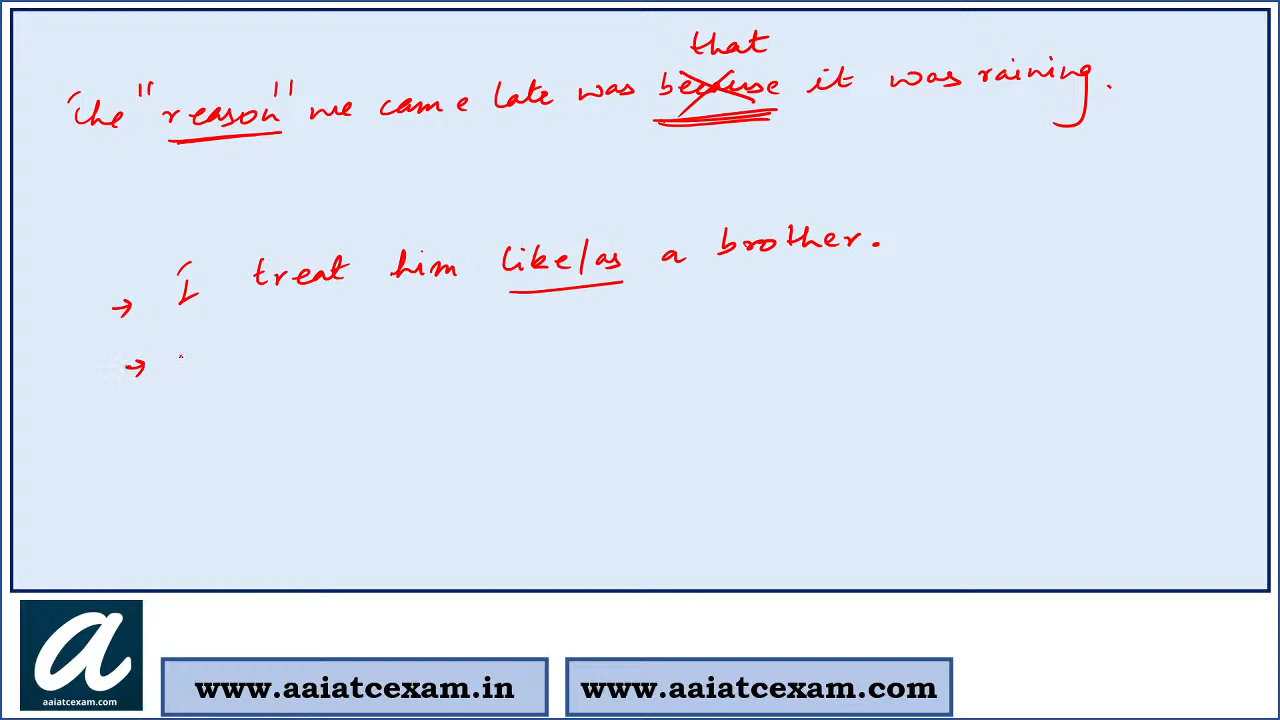 that
The "reason" we came late was because it was raining.
→ I treat him like/as a brother.
→
a
aaiatcexam.com
www.aaiatcexam.in
www.aaiatcexam.com